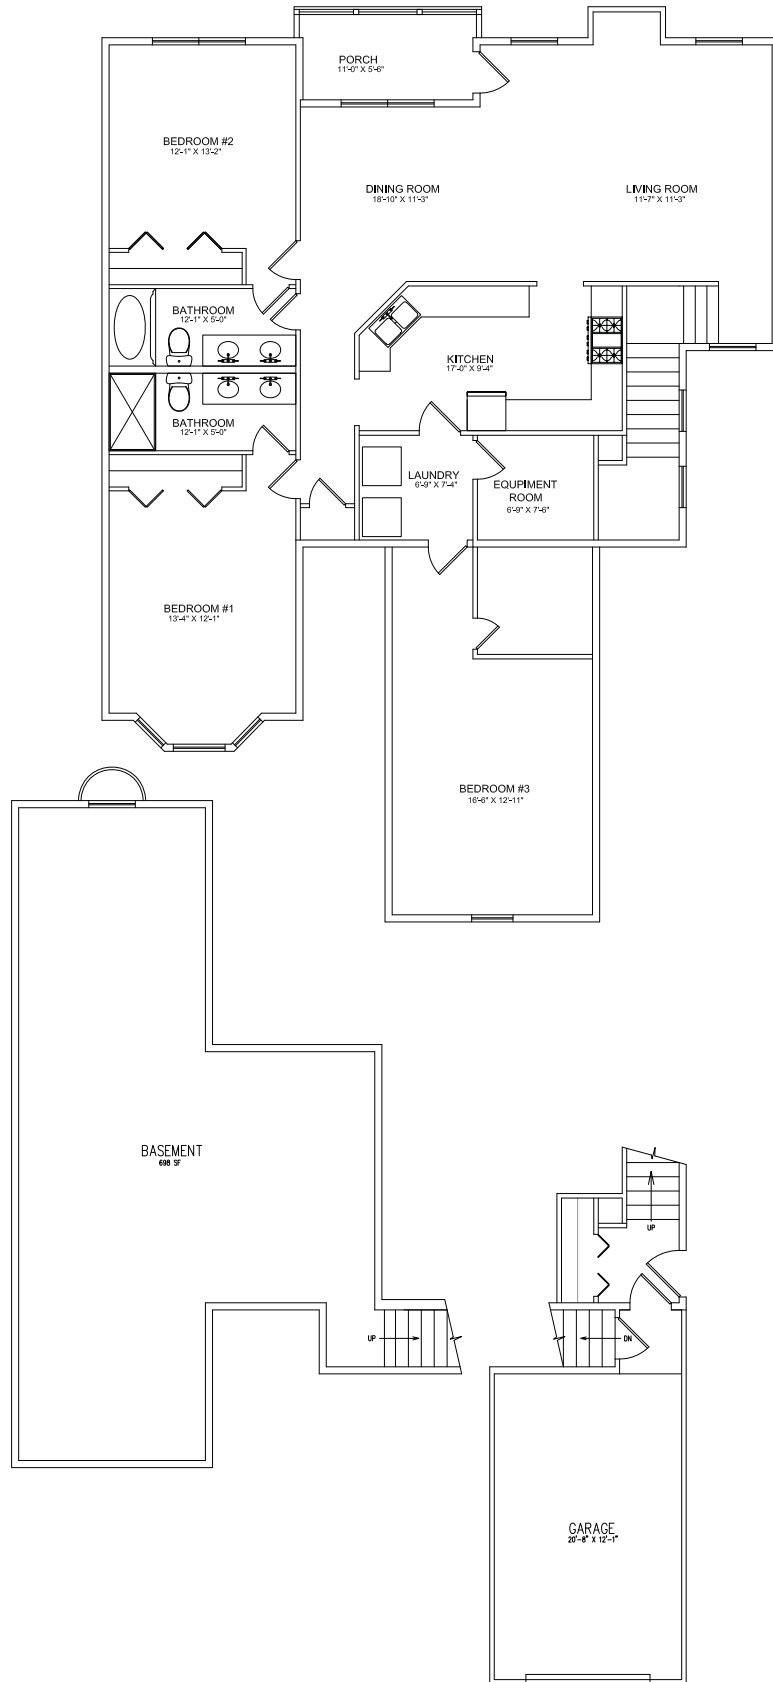 PORCH
11'-0" X 5'-6"
BEDROOM #2
12'-1" X 13'-2"
DINING ROOM
18'-10" X 11'-3"
LIVING ROOM
11'-7" X 11'-3"
BATHROOM
12'-1" X 5'-0"
KITCHEN
17'-0" X 9'-4"
BATHROOM
12'-1" X 5'-0"
LAUNDRY
6'-9" X 7'-4"
EQUPIMENT
ROOM
6'-9" X 7'-6"
BEDROOM #1
13'-4" X 12'-1"
BEDROOM #3
16'-6" X 12'-11"
BASEMENT
698 SF
UP
UP
DN
GARAGE
20'-8" X 12'-1"